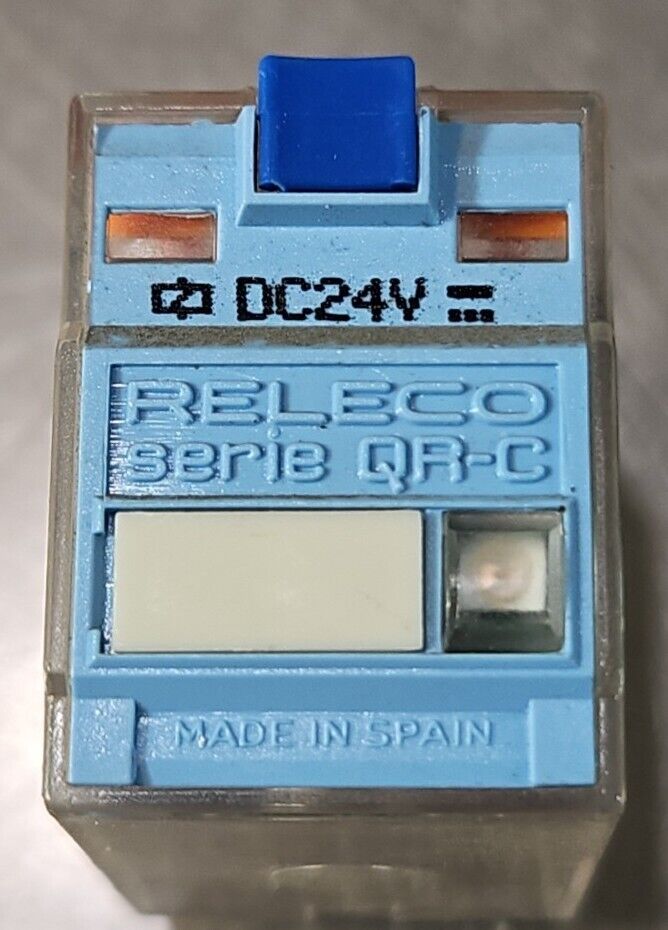 DC24V ⎓
RELECO
serie QR-C
MADE IN SPAIN